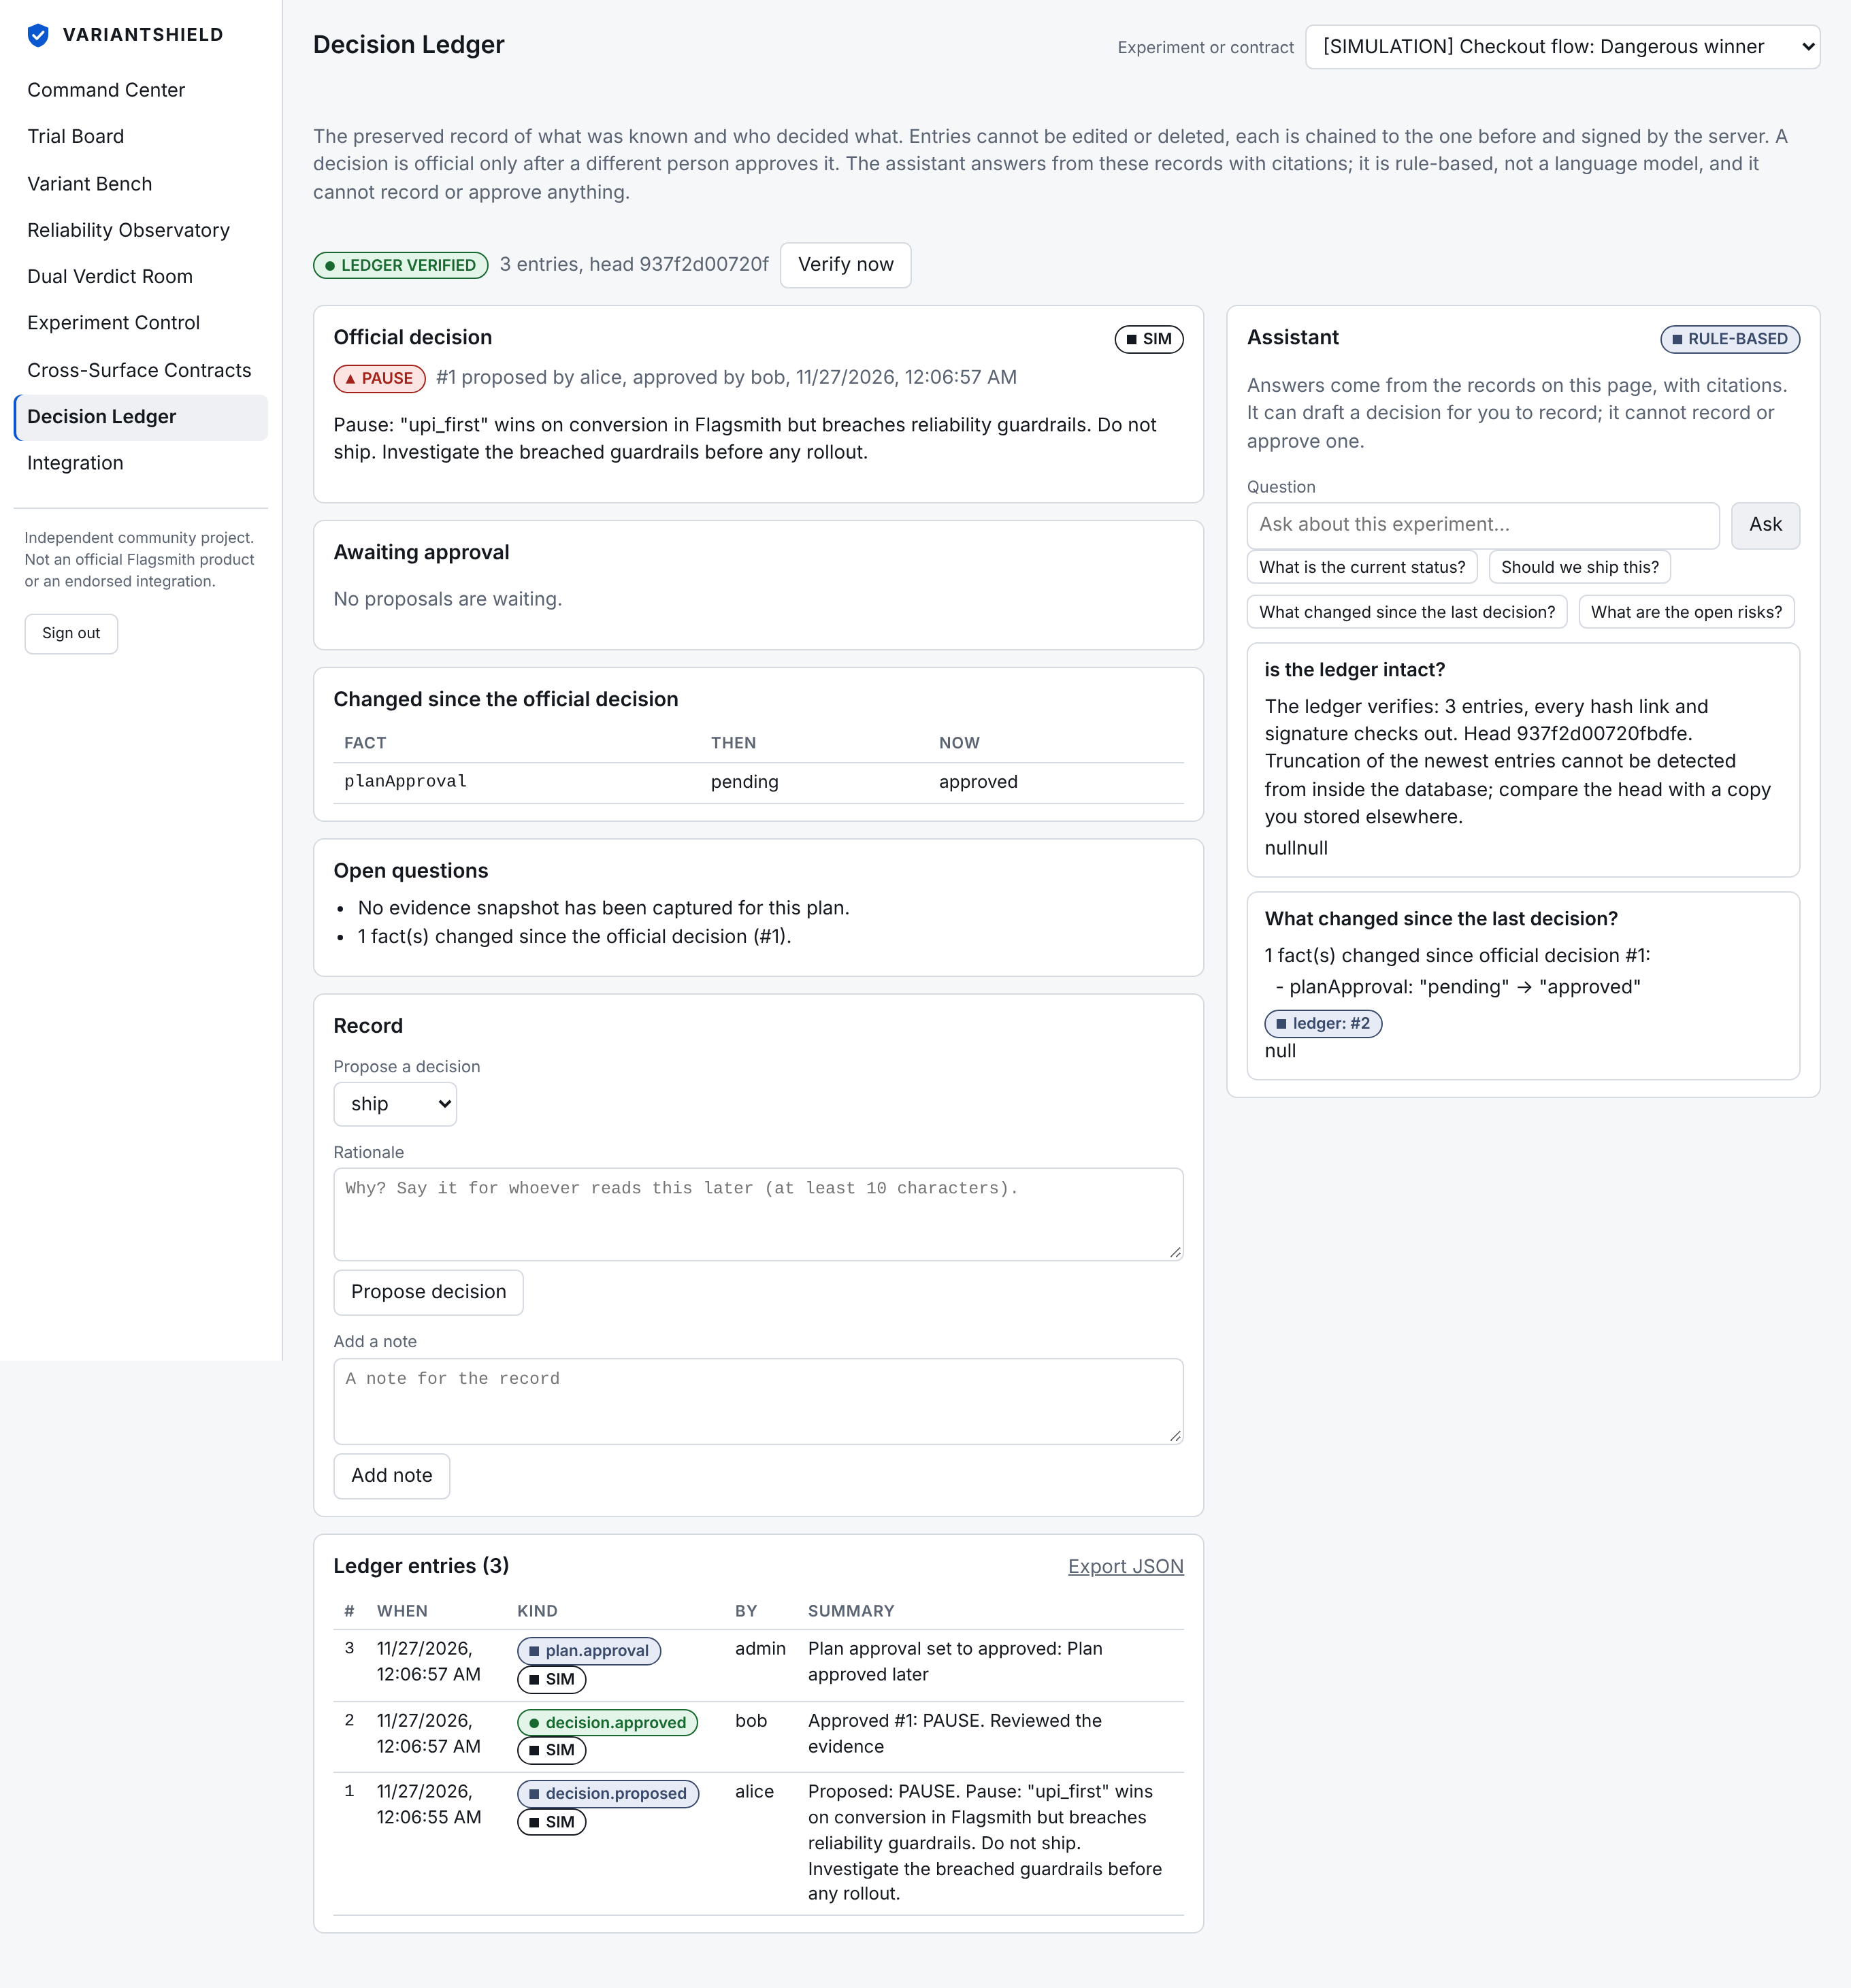 VARIANTSHIELD
Command Center
Trial Board
Variant Bench
Reliability Observatory
Dual Verdict Room
Experiment Control
Cross-Surface Contracts
Decision Ledger
Integration
Independent community project.
Not an official Flagsmith product
or an endorsed integration.
Sign out
Decision Ledger
Experiment or contract
[SIMULATION] Checkout flow: Dangerous winner
The preserved record of what was known and who decided what. Entries cannot be edited or deleted, each is chained to the one before and signed by the server. A
decision is official only after a different person approves it. The assistant answers from these records with citations; it is rule-based, not a language model, and it
cannot record or approve anything.
LEDGER VERIFIED 3 entries, head 937f2d00720f Verify now
Official decision SIM
PAUSE #1 proposed by alice, approved by bob, 11/27/2026, 12:06:57 AM
Pause: "upi_first" wins on conversion in Flagsmith but breaches reliability guardrails. Do not
ship. Investigate the breached guardrails before any rollout.
Awaiting approval
No proposals are waiting.
Changed since the official decision
FACT THEN NOW
planApproval pending approved
Open questions
• No evidence snapshot has been captured for this plan.
• 1 fact(s) changed since the official decision (#1).
Record
Propose a decision
ship
Rationale
Why? Say it for whoever reads this later (at least 10 characters).
Propose decision
Add a note
A note for the record
Add note
Ledger entries (3) Export JSON
# WHEN KIND BY SUMMARY
3 11/27/2026, plan.approval admin Plan approval set to approved: Plan
12:06:57 AM SIM approved later
2 11/27/2026, decision.approved bob Approved #1: PAUSE. Reviewed the
12:06:57 AM SIM evidence
1 11/27/2026, decision.proposed alice Proposed: PAUSE. Pause: "upi_first" wins
12:06:55 AM SIM on conversion in Flagsmith but breaches
reliability guardrails. Do not ship.
Investigate the breached guardrails before
any rollout.
Assistant RULE-BASED
Answers come from the records on this page, with citations.
It can draft a decision for you to record; it cannot record or
approve one.
Question
Ask about this experiment... Ask
What is the current status? Should we ship this?
What changed since the last decision? What are the open risks?
is the ledger intact?
The ledger verifies: 3 entries, every hash link and
signature checks out. Head 937f2d00720fbdfe.
Truncation of the newest entries cannot be detected
from inside the database; compare the head with a copy
you stored elsewhere.
nullnull
What changed since the last decision?
1 fact(s) changed since official decision #1:
- planApproval: "pending" → "approved"
ledger: #2
null